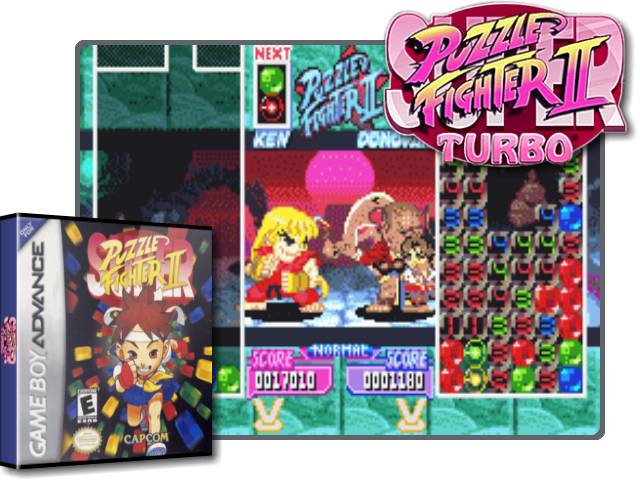 SUPER
PUZZLE
FIGHTER II
TURBO
NEXT
PUZZLE
FIGHTER II
KEN
NORMAL
SCORE
0017010
SCORE
0001180
GAME BOY ADVANCE
SUPER
PUZZLE
FIGHTER II
E
CAPCOM